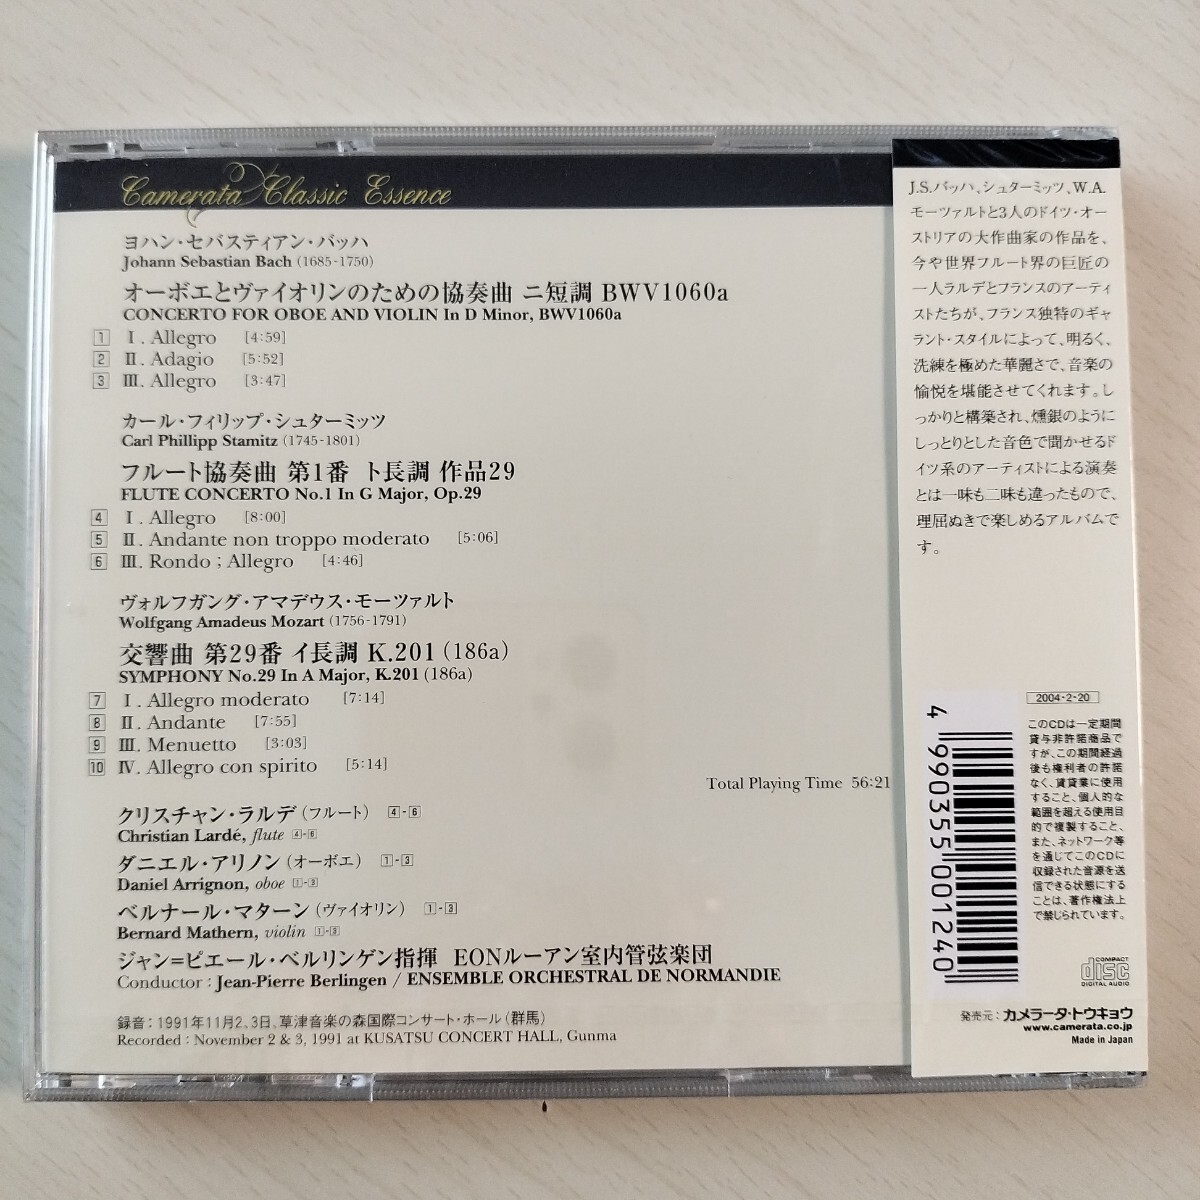 Camerata Classic Essence
ヨハン・セバスティアン・バッハ
Johann Sebastian Bach (1685-1750)
オーボエとヴァイオリンのための協奏曲 ニ短調 BWV1060a
CONCERTO FOR OBOE AND VIOLIN In D Minor, BWV1060a
1 Ⅰ. Allegro [4:59]
2 Ⅱ. Adagio [5:52]
3 Ⅲ. Allegro [3:47]
カール・フィリップ・シュターミッツ
Carl Phillipp Stamitz (1745-1801)
フルート協奏曲 第1番 ト長調 作品29
FLUTE CONCERTO No.1 In G Major, Op.29
4 Ⅰ. Allegro [8:00]
5 Ⅱ. Andante non troppo moderato [5:06]
6 Ⅲ. Rondo ; Allegro [4:46]
ヴォルフガング・アマデウス・モーツァルト
Wolfgang Amadeus Mozart (1756-1791)
交響曲 第29番 イ長調 K.201 (186a)
SYMPHONY No.29 In A Major, K.201 (186a)
7 Ⅰ. Allegro moderato [7:14]
8 Ⅱ. Andante [7:55]
9 Ⅲ. Menuetto [3:03]
10 Ⅳ. Allegro con spirito [5:14]
Total Playing Time 56:21
クリスチャン・ラルデ (フルート) 4-6
Christian Lardé, flute 4-6
ダニエル・アリノン (オーボエ) 1-3
Daniel Arrignon, oboe 1-3
ベルナール・マターン (ヴァイオリン) 1-3
Bernard Mathern, violin 1-3
ジャン=ピエール・ベルリンゲン指揮 EONルーアン室内管弦楽団
Conductor : Jean-Pierre Berlingen / ENSEMBLE ORCHESTRAL DE NORMANDIE
録音：1991年11月2、3日、草津音楽の森国際コンサート・ホール (群馬)
Recorded : November 2 & 3, 1991 at KUSATSU CONCERT HALL, Gunma
J.S.バッハ、シュターミッツ、W.A.
モーツァルトと3人のドイツ・オー
ストリアの大作曲家の作品を、
今や世界フルート界の巨匠の
一人ラルデとフランスのアーティ
ストたちが、フランス独特のギャ
ラント・スタイルによって、明るく、
洗練を極めた華麗さで、音楽の
愉悦を堪能させてくれます。し
っかりと構築され、燻銀のように
しっとりとした音色で聞かせるド
イツ系のアーティストによる演奏
とは一味も二味も違ったもので、
理屈ぬきで楽しめるアルバムで
す。
2004・2・20
このCDは一定期間
貸与非許諾商品で
すが、この期間経過
後も権利者の許諾
なく、賃貸業に使用
すること、個人的な
範囲を超える使用目
的で複製すること、
また、ネットワーク等
を通じてこのCDに
収録された音源を送
信できる状態にする
ことは、著作権法上
で禁じられています。
4 990355 001240
COMPACT
disc
DIGITAL AUDIO
発売元：カメラータ・トウキョウ
www.camerata.co.jp
Made in Japan